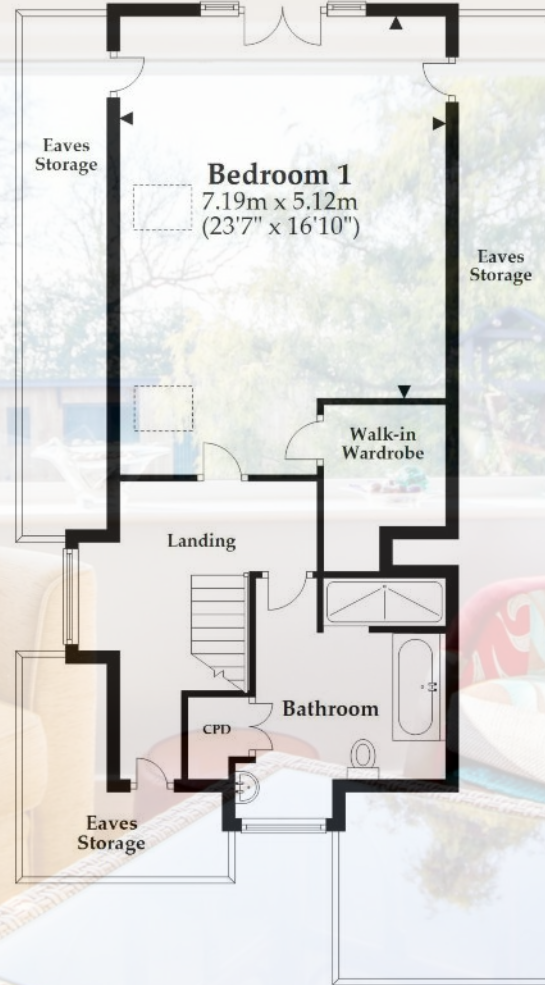 Eaves
Storage
Bedroom 1
7.19m x 5.12m
(23'7" x 16'10")
Eaves
Storage
Walk-in
Wardrobe
Landing
CPD
Bathroom
Eaves
Storage